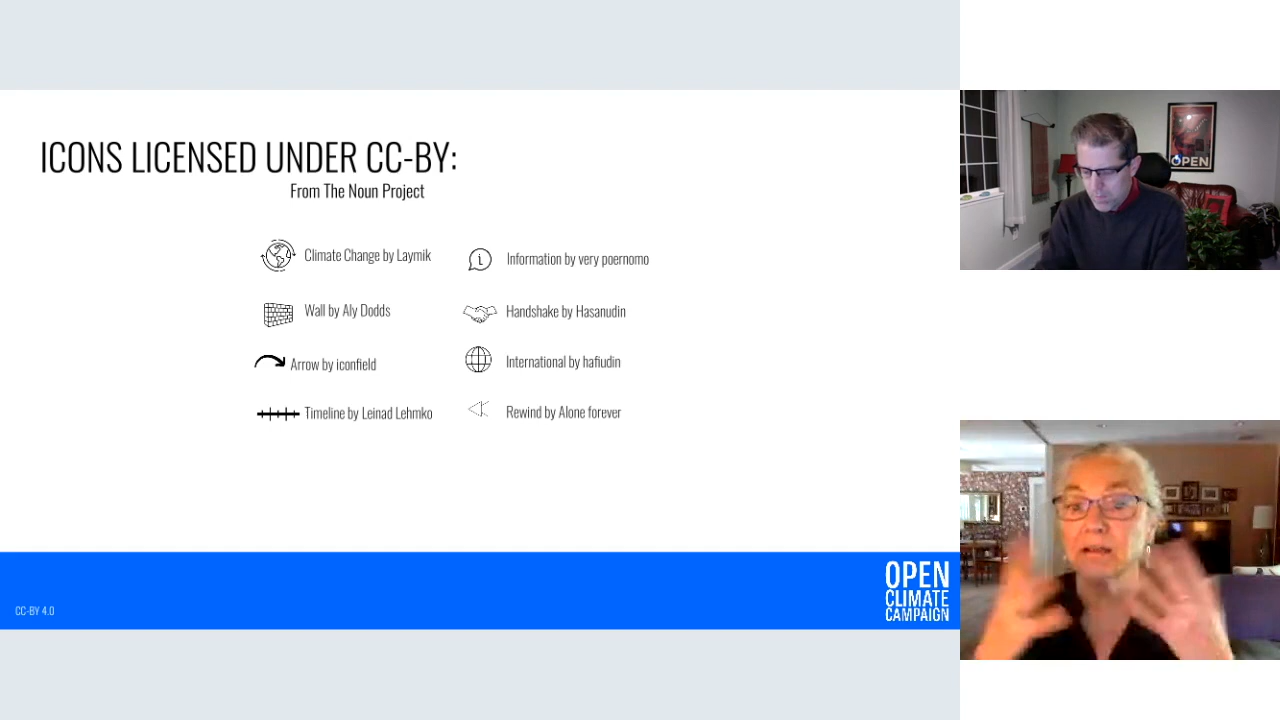 ICONS LICENSED UNDER CC-BY:
From The Noun Project
Climate Change by Laymik
Information by very poernomo
Wall by Aly Dodds
Handshake by Hasanudin
Arrow by iconfield
International by hafiudin
Timeline by Leinad Lehmko
Rewind by Alone forever
CC-BY 4.0
OPEN
CLIMATE
CAMPAIGN
OPEN